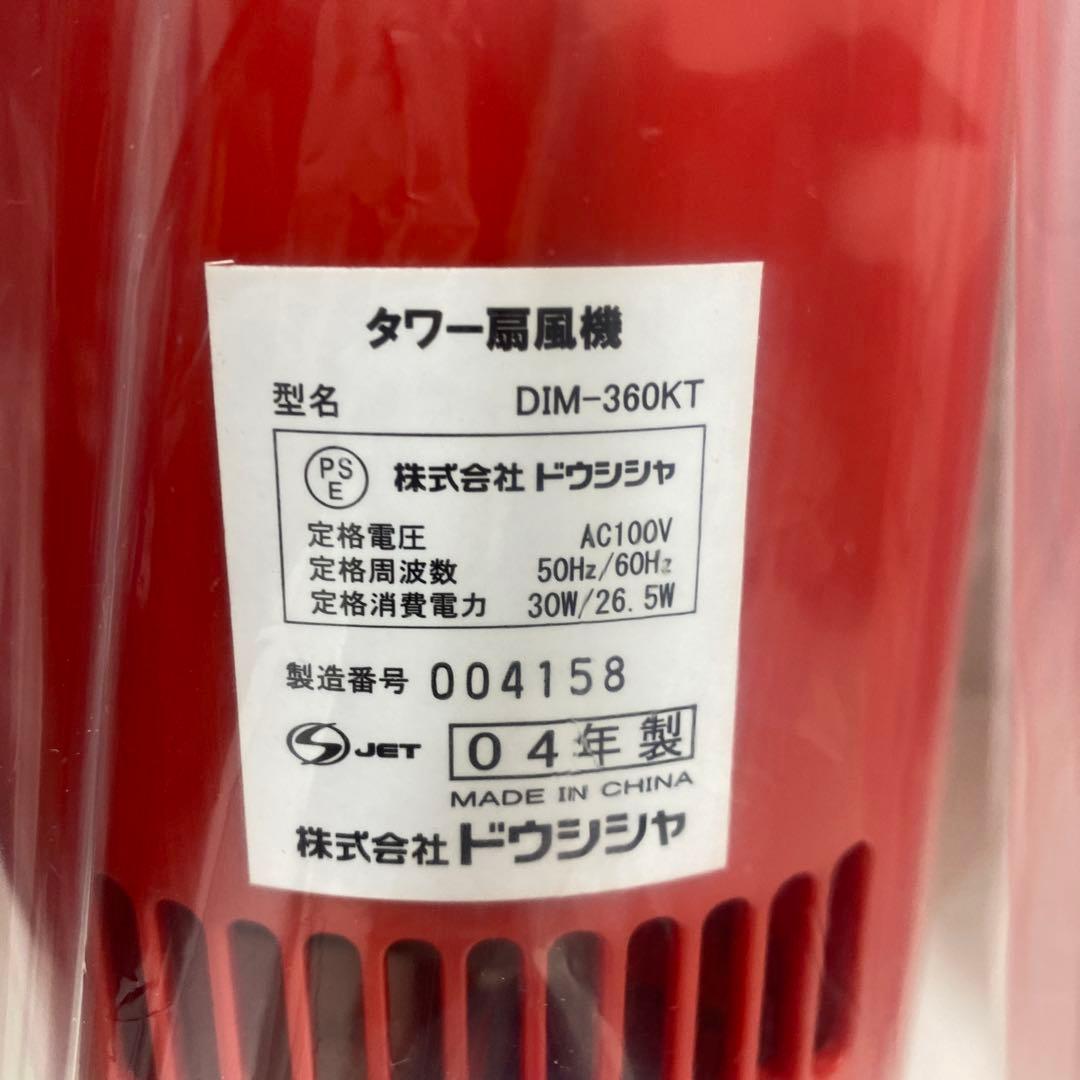 タワー扇風機
型名 DIM-360KT
PSE 株式会社 ドウシシャ
定格電圧 AC100V
定格周波数 50Hz/60Hz
定格消費電力 30W/26.5W
製造番号 004158
S JET 04年製
MADE IN CHINA
株式会社 ドウシシャ